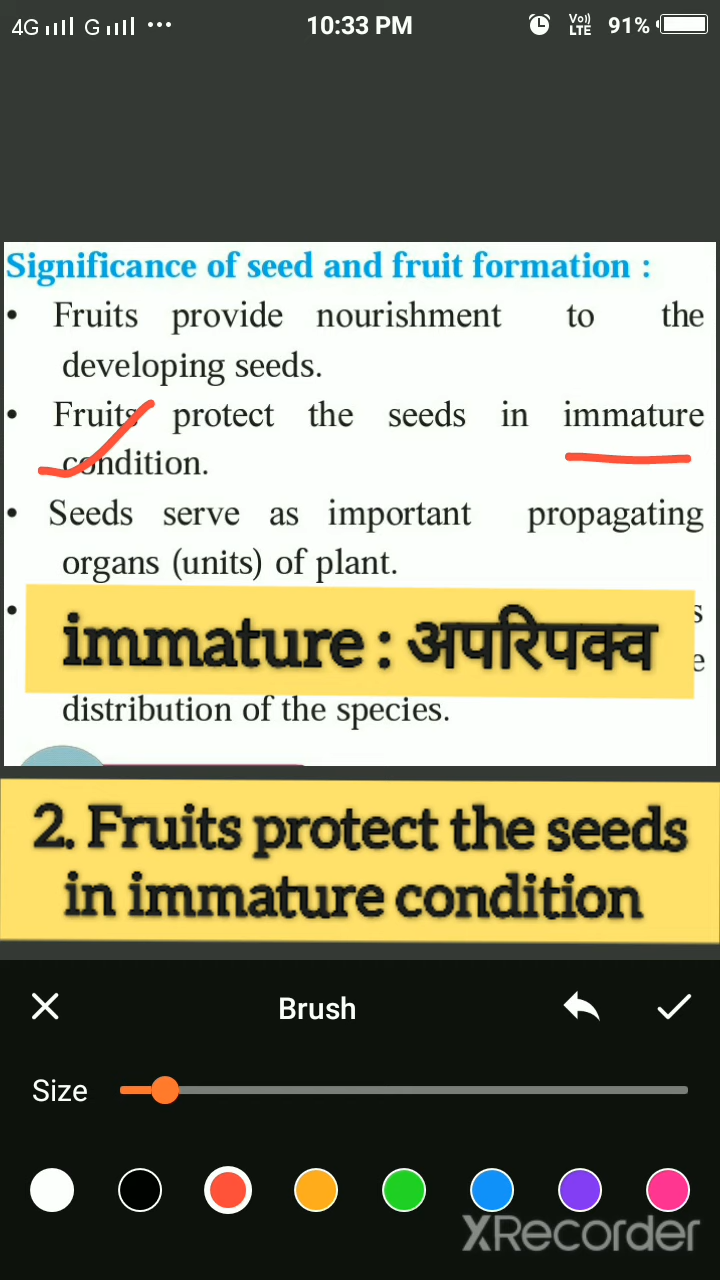 4G G ••• 10:33 PM Vo)) LTE 91%
Significance of seed and fruit formation :
• Fruits provide nourishment to the
developing seeds.
• Fruits protect the seeds in immature
condition.
• Seeds serve as important propagating
organs (units) of plant.
•
immature : अपरिपक्व
distribution of the species.
2. Fruits protect the seeds
in immature condition
Brush
Size
XRecorder